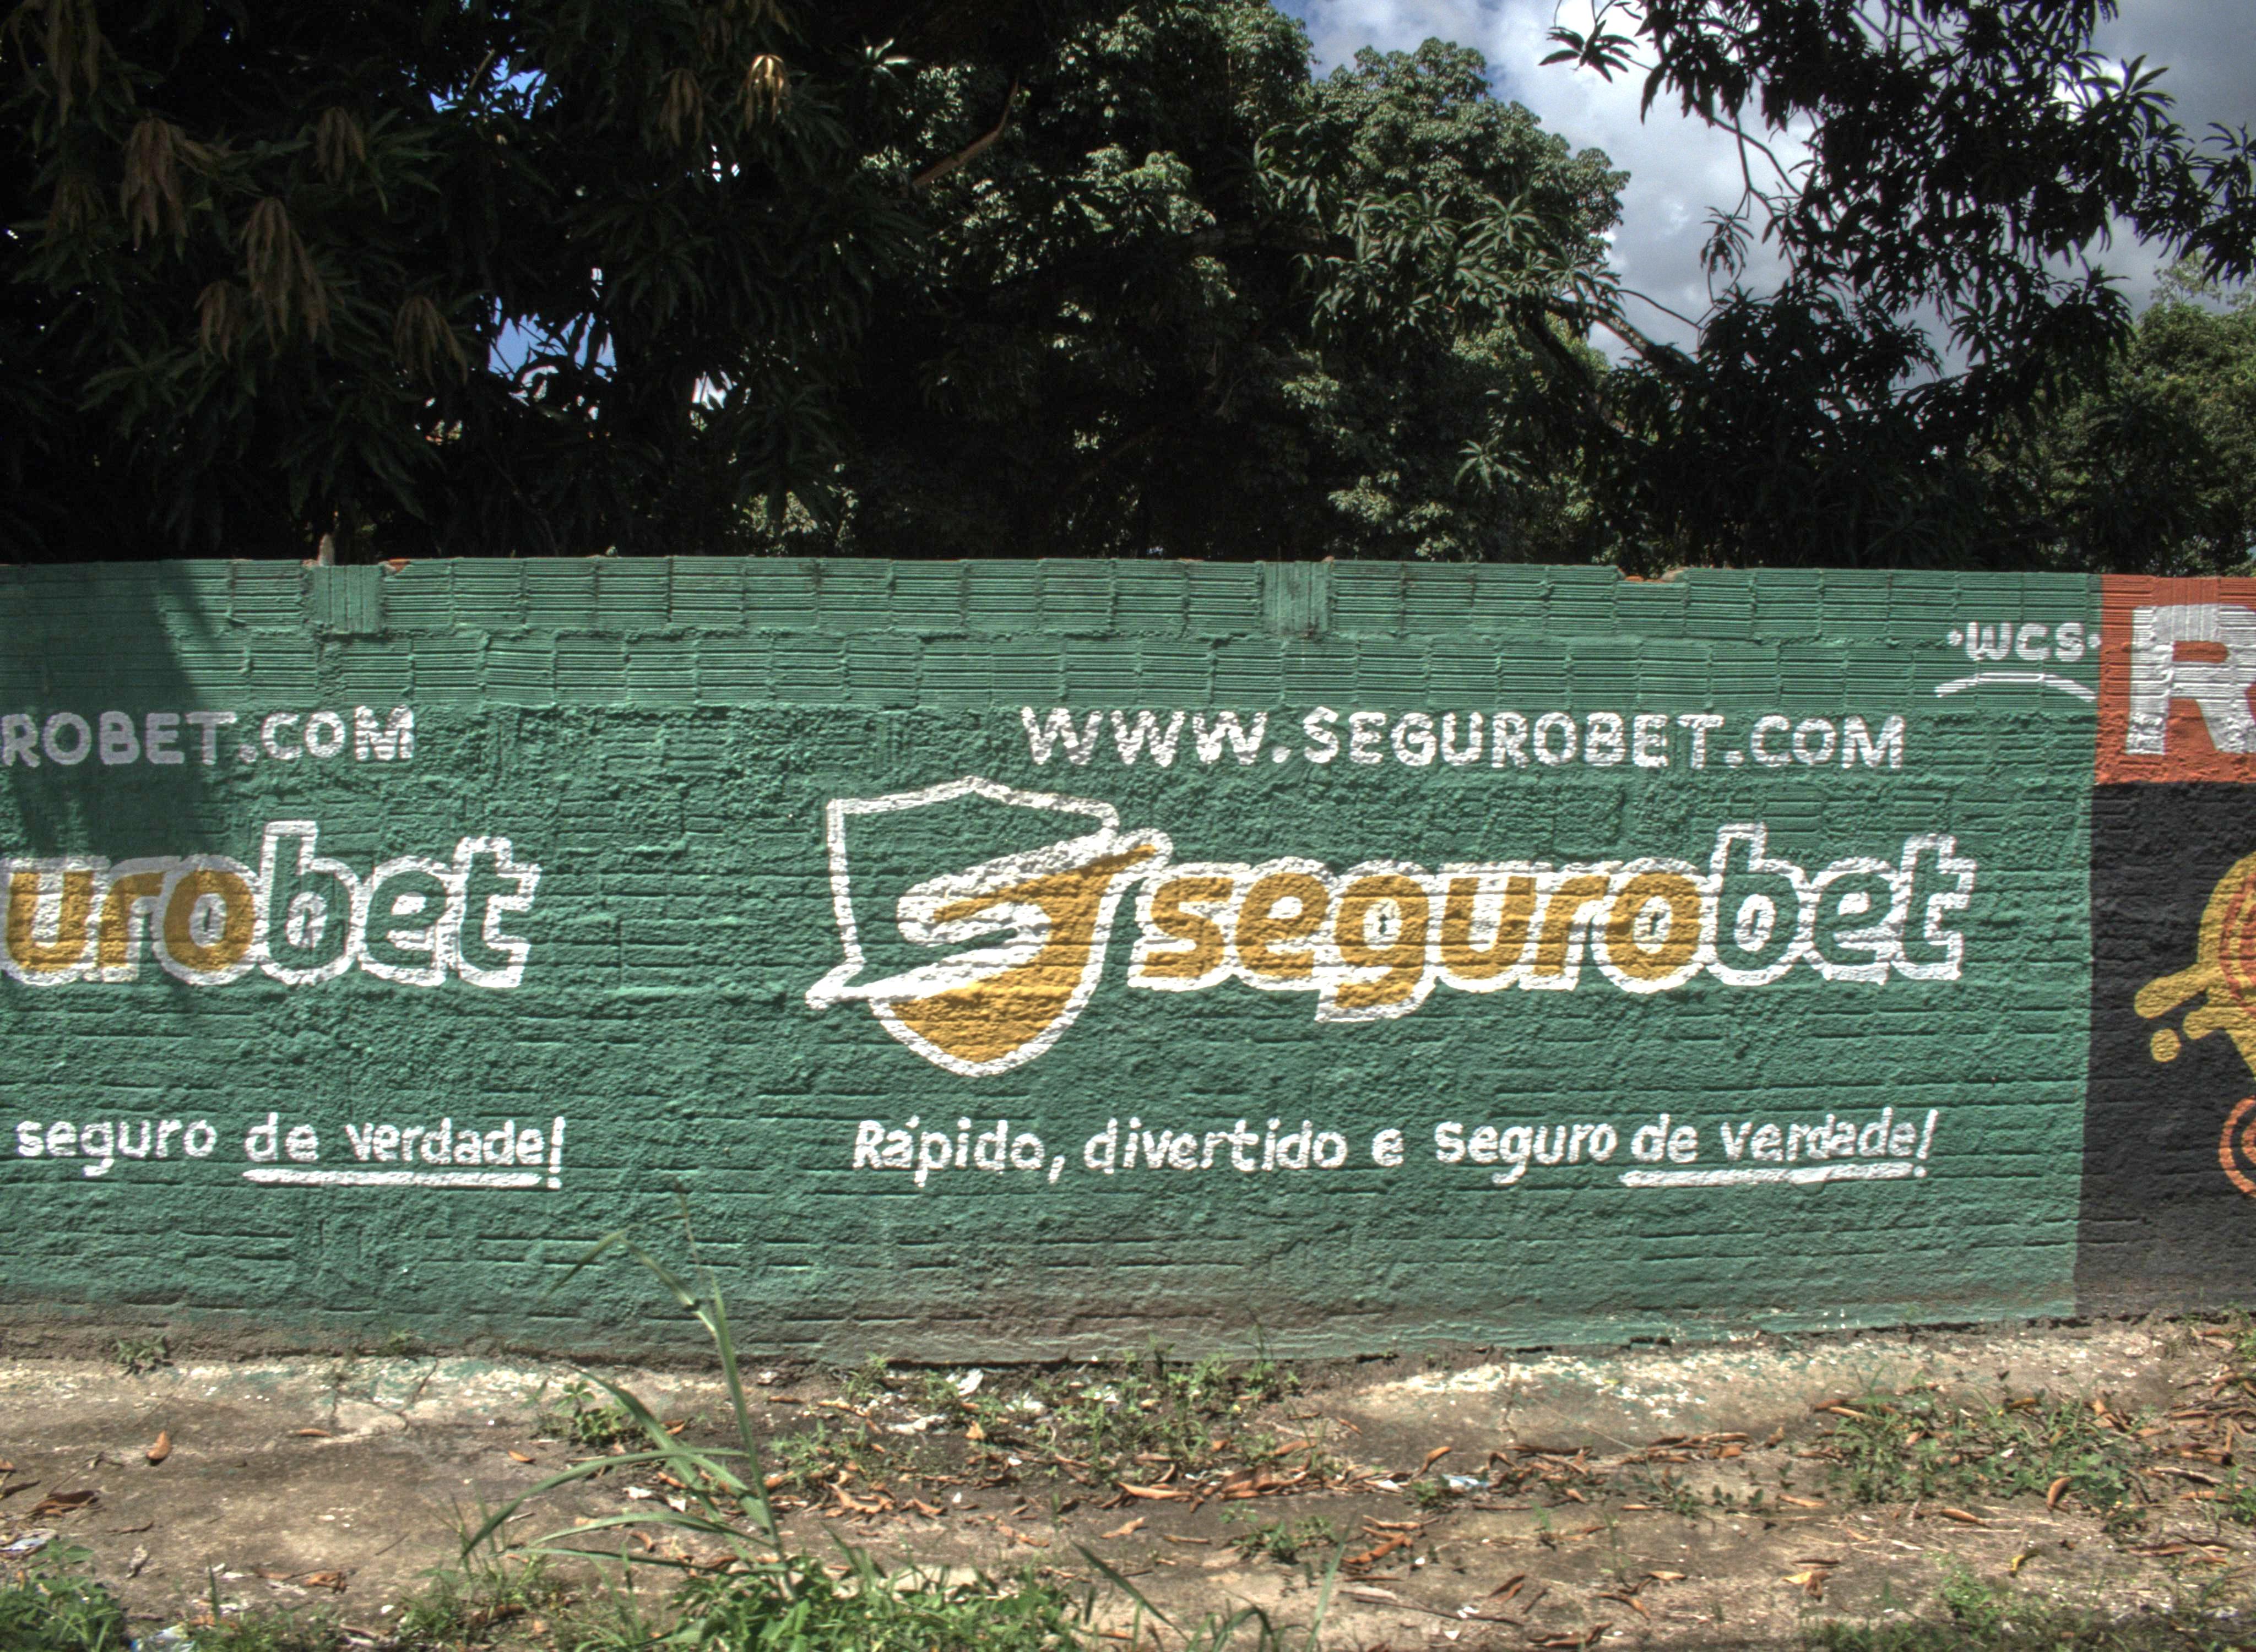 ROBET.COM
urobet
seguro de verdade!
WWW.SEGUROBET.COM
segurobet
Rápido, divertido e seguro de verdade!
·WCS·
R